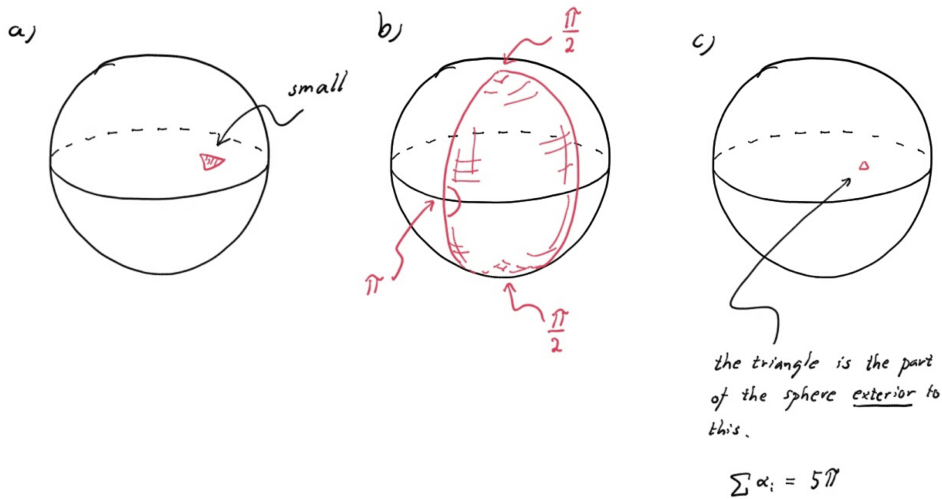 a)
small
b)
π/2
π
π/2
c)
the triangle is the part
of the sphere exterior to
this.
∑ αᵢ = 5π